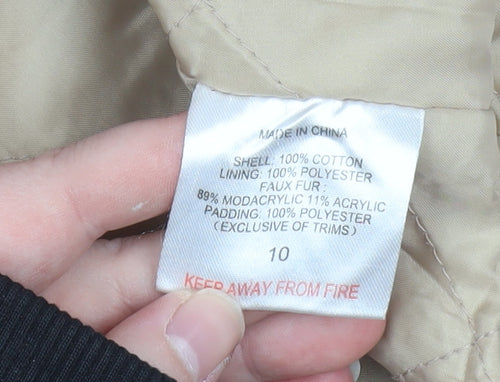 MADE IN CHINA
SHELL: 100% COTTON
LINING: 100% POLYESTER
FAUX FUR :
89% MODACRYLIC 11% ACRYLIC
PADDING: 100% POLYESTER
(EXCLUSIVE OF TRIMS)
10
KEEP AWAY FROM FIRE